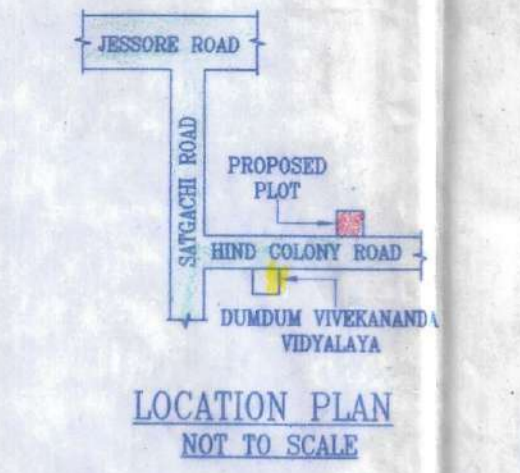 JESSORE ROAD
SATGACHI ROAD
PROPOSED
PLOT
HIND COLONY ROAD
DUMDUM VIVEKANANDA
VIDYALAYA
LOCATION PLAN
NOT TO SCALE